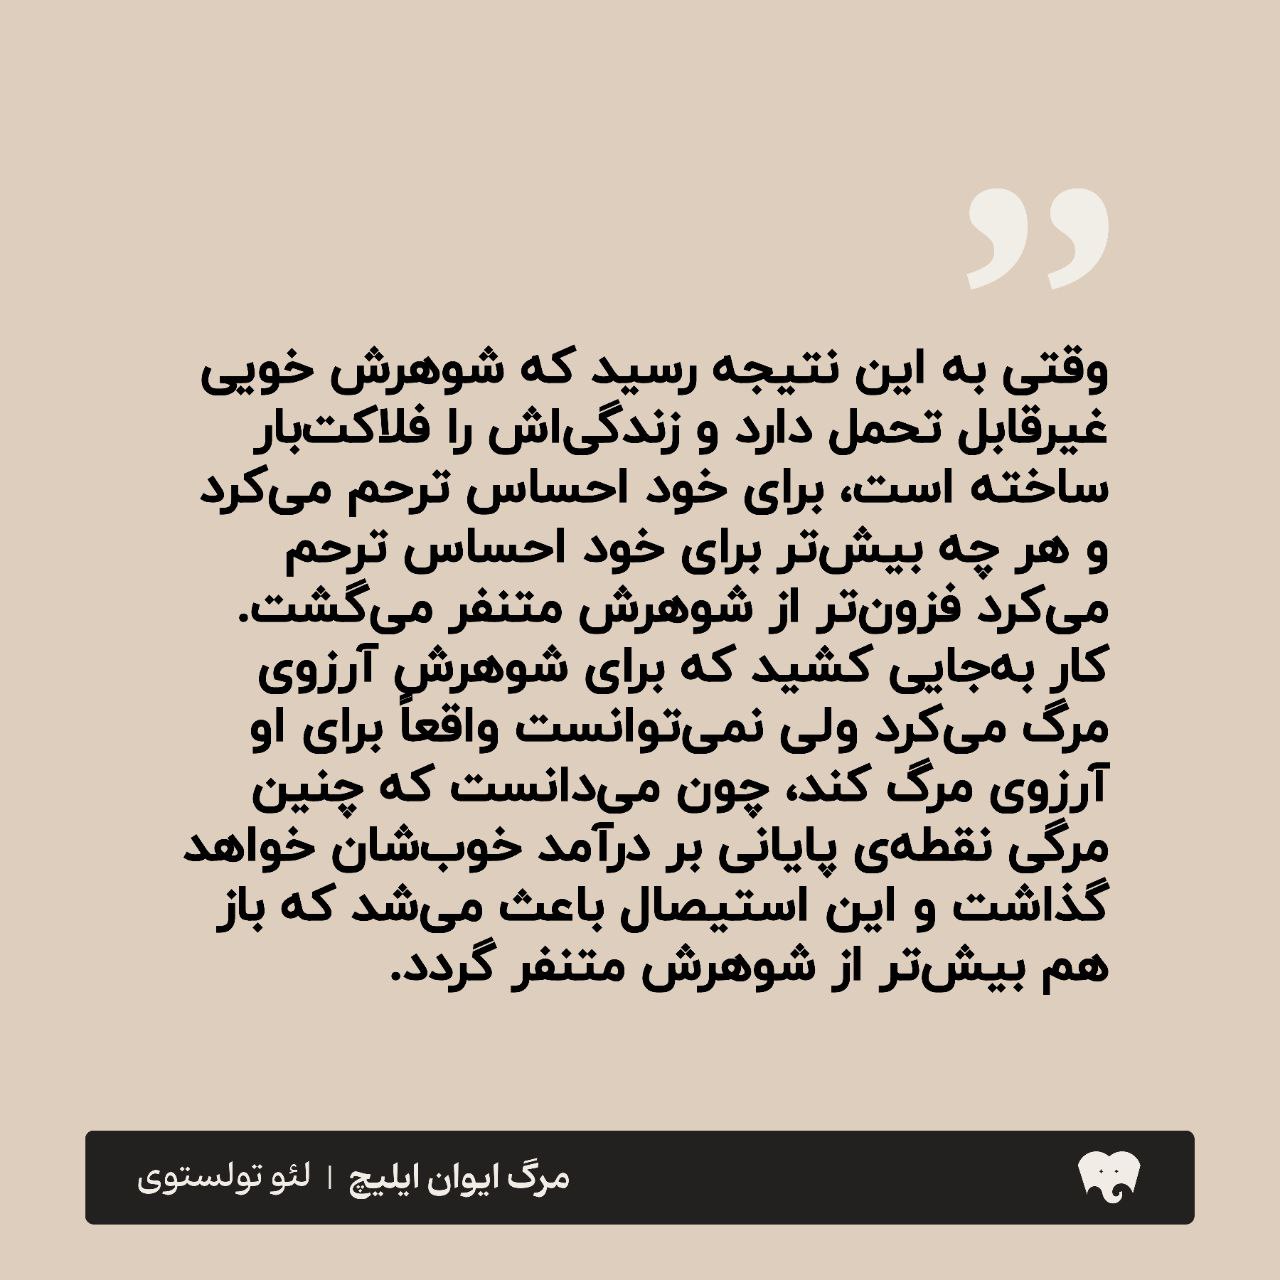 ”
وقتی به این نتیجه رسید که شوهرش خویی
غیرقابل تحمل دارد و زندگی‌اش را فلاکت‌بار
ساخته است، برای خود احساس ترحم می‌کرد
و هر چه بیش‌تر برای خود احساس ترحم
می‌کرد فزون‌تر از شوهرش متنفر می‌گشت.
کار به‌جایی کشید که برای شوهرش آرزوی
مرگ می‌کرد ولی نمی‌توانست واقعاً برای او
آرزوی مرگ کند، چون می‌دانست که چنین
مرگی نقطه‌ی پایانی بر درآمد خوب‌شان خواهد
گذاشت و این استیصال باعث می‌شد که باز
هم بیش‌تر از شوهرش متنفر گردد.
مرگ ایوان ایلیچ | لئو تولستوی